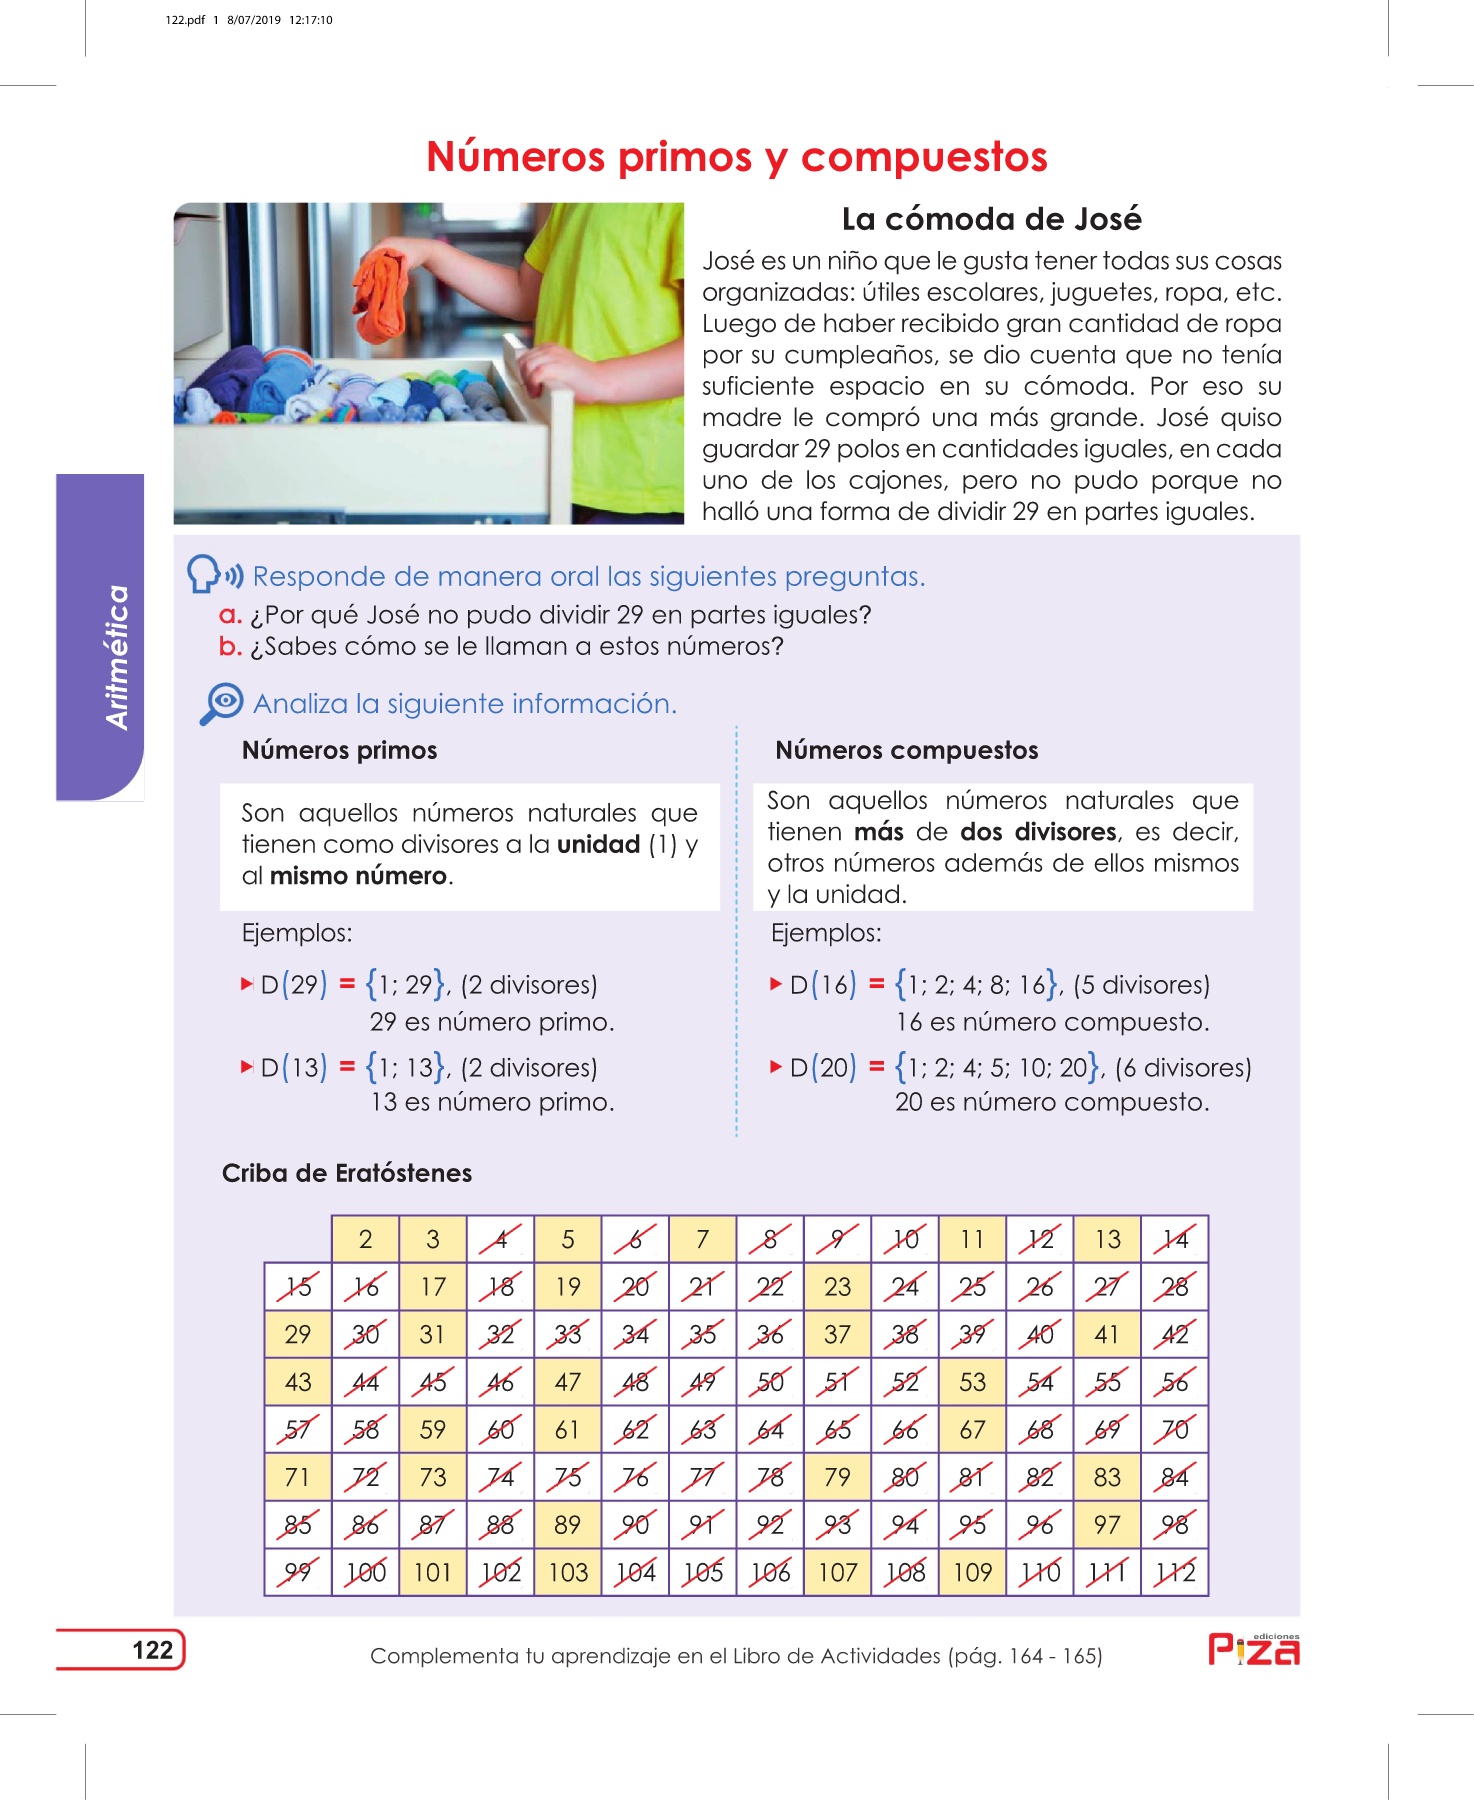 122.pdf 1 8/07/2019 12:17:10
Números primos y compuestos
La cómoda de José
José es un niño que le gusta tener todas sus cosas
organizadas: útiles escolares, juguetes, ropa, etc.
Luego de haber recibido gran cantidad de ropa
por su cumpleaños, se dio cuenta que no tenía
suficiente espacio en su cómoda. Por eso su
madre le compró una más grande. José quiso
guardar 29 polos en cantidades iguales, en cada
uno de los cajones, pero no pudo porque no
halló una forma de dividir 29 en partes iguales.
Aritmética
Responde de manera oral las siguientes preguntas.
a. ¿Por qué José no pudo dividir 29 en partes iguales?
b. ¿Sabes cómo se le llaman a estos números?
Analiza la siguiente información.
Números primos
Son aquellos números naturales que
tienen como divisores a la unidad (1) y
al mismo número.
Ejemplos:
D(29) = {1; 29}, (2 divisores)
29 es número primo.
D(13) = {1; 13}, (2 divisores)
13 es número primo.
Números compuestos
Son aquellos números naturales que
tienen más de dos divisores, es decir,
otros números además de ellos mismos
y la unidad.
Ejemplos:
D(16) = {1; 2; 4; 8; 16}, (5 divisores)
16 es número compuesto.
D(20) = {1; 2; 4; 5; 10; 20}, (6 divisores)
20 es número compuesto.
Criba de Eratóstenes
2 3 4 5 6 7 8 9 10 11 12 13 14
15 16 17 18 19 20 21 22 23 24 25 26 27 28
29 30 31 32 33 34 35 36 37 38 39 40 41 42
43 44 45 46 47 48 49 50 51 52 53 54 55 56
57 58 59 60 61 62 63 64 65 66 67 68 69 70
71 72 73 74 75 76 77 78 79 80 81 82 83 84
85 86 87 88 89 90 91 92 93 94 95 96 97 98
99 100 101 102 103 104 105 106 107 108 109 110 111 112
122
Complementa tu aprendizaje en el Libro de Actividades (pág. 164 - 165)
ediciones
Piza